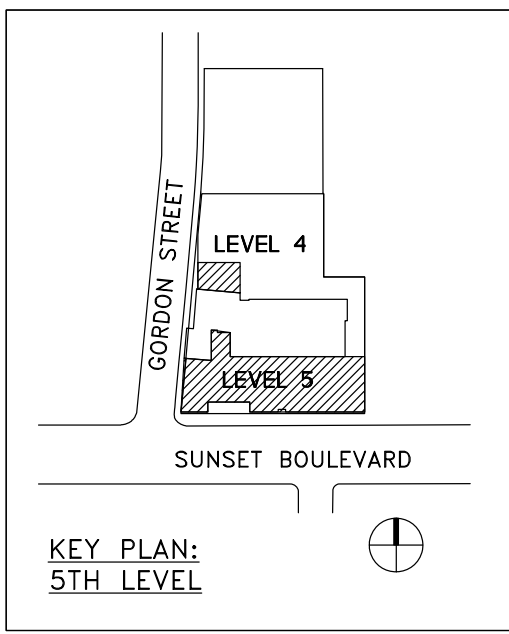 GORDON STREET
LEVEL 4
LEVEL 5
SUNSET BOULEVARD
KEY PLAN:
5TH LEVEL